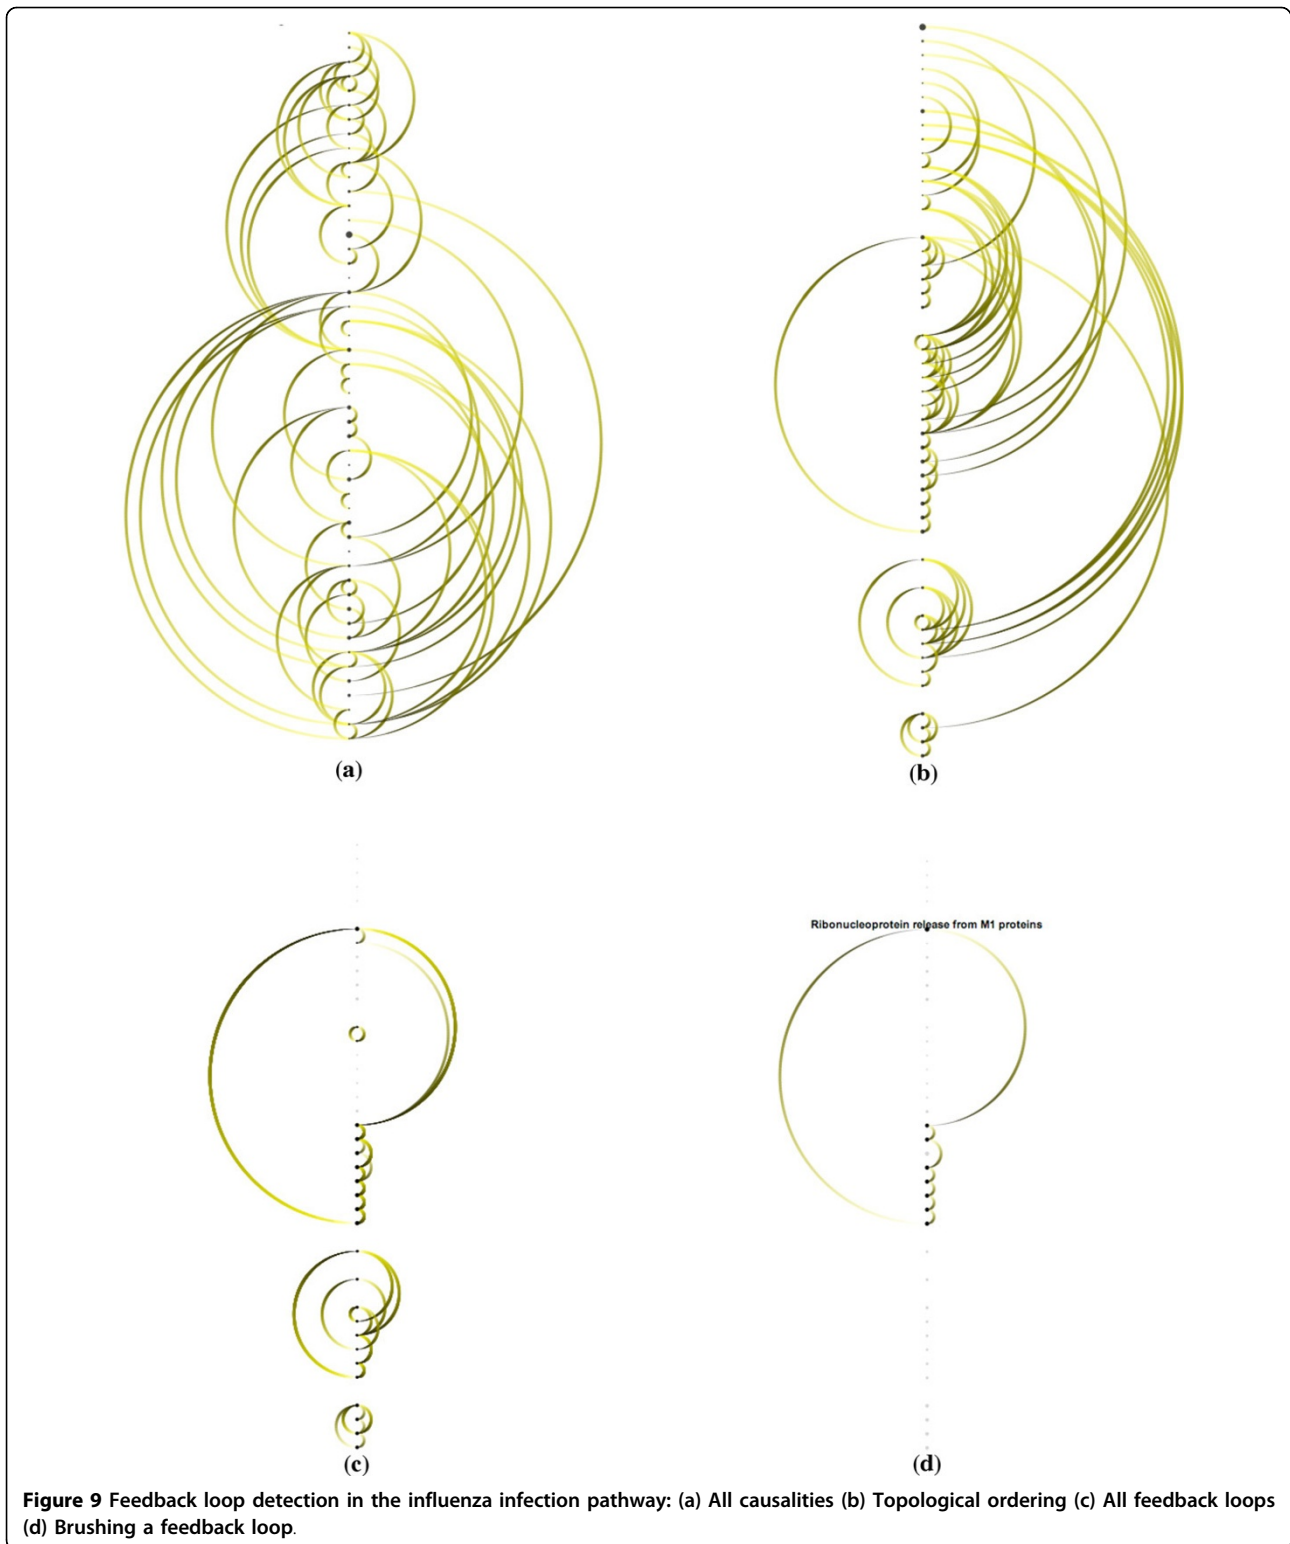 (a)
(b)
Ribonucleoprotein release from M1 proteins
(c)
(d)
Figure 9 Feedback loop detection in the influenza infection pathway: (a) All causalities (b) Topological ordering (c) All feedback loops
(d) Brushing a feedback loop.